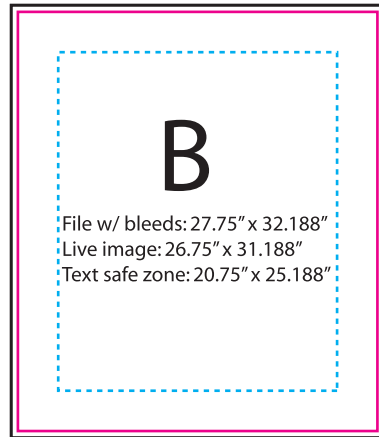 B
File w/ bleeds: 27.75” x 32.188”
Live image: 26.75” x 31.188”
Text safe zone: 20.75” x 25.188”